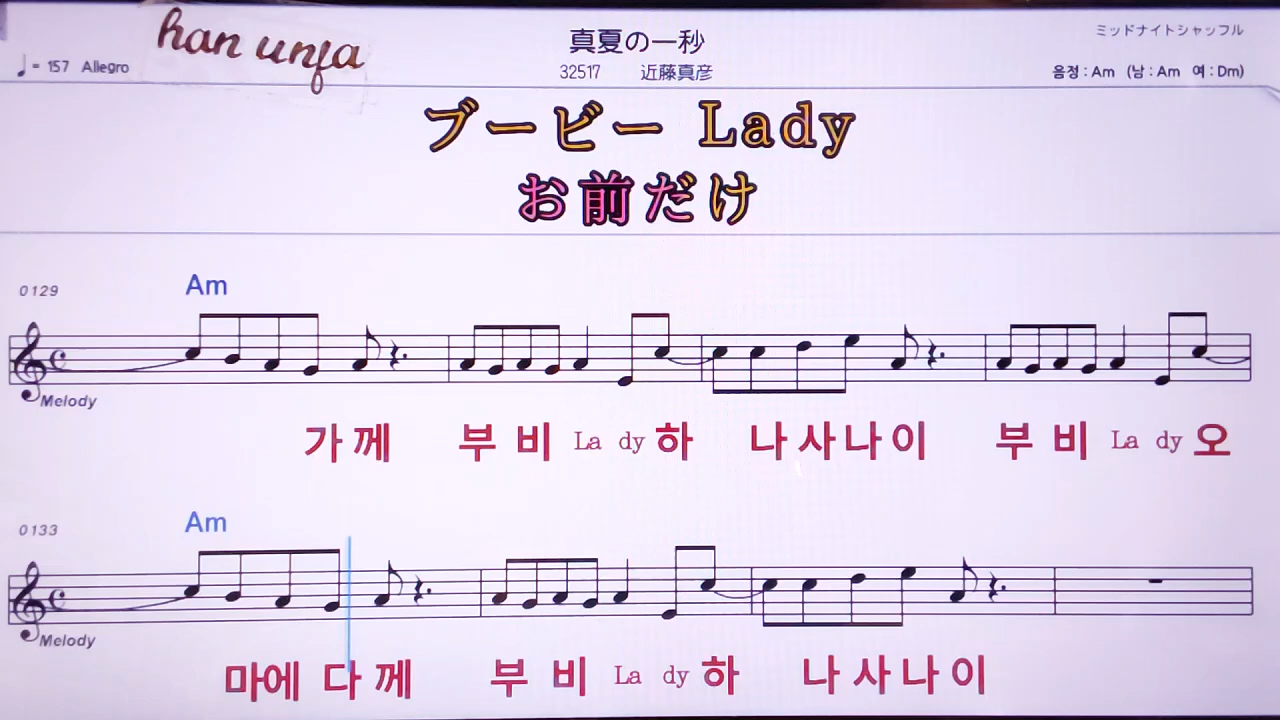 han unfa
真夏の一秒
ミッドナイトシャッフル
♩= 157 Allegro
32517 近藤真彦
음정 : Am (남 : Am 여 : Dm)
ブービー Lady
お前だけ
0129 Am
Melody
가께 부비 La dy 하 나사나이 부비 La dy 오
0133 Am
Melody
마에다께 부비 La dy 하 나사나이